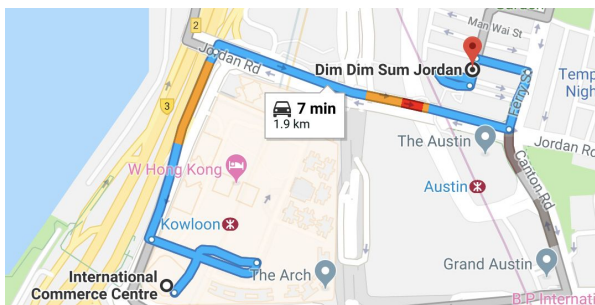 Man Wai St
2
Jordan Rd
Dim Dim Sum Jordan
Ferry St
Temp
Nigh
7 min
1.9 km
3
The Austin
Jordan Rd
Canton Rd
W Hong Kong
Austin
Kowloon
International
Commerce Centre
The Arch
Grand Austin
B P Internati